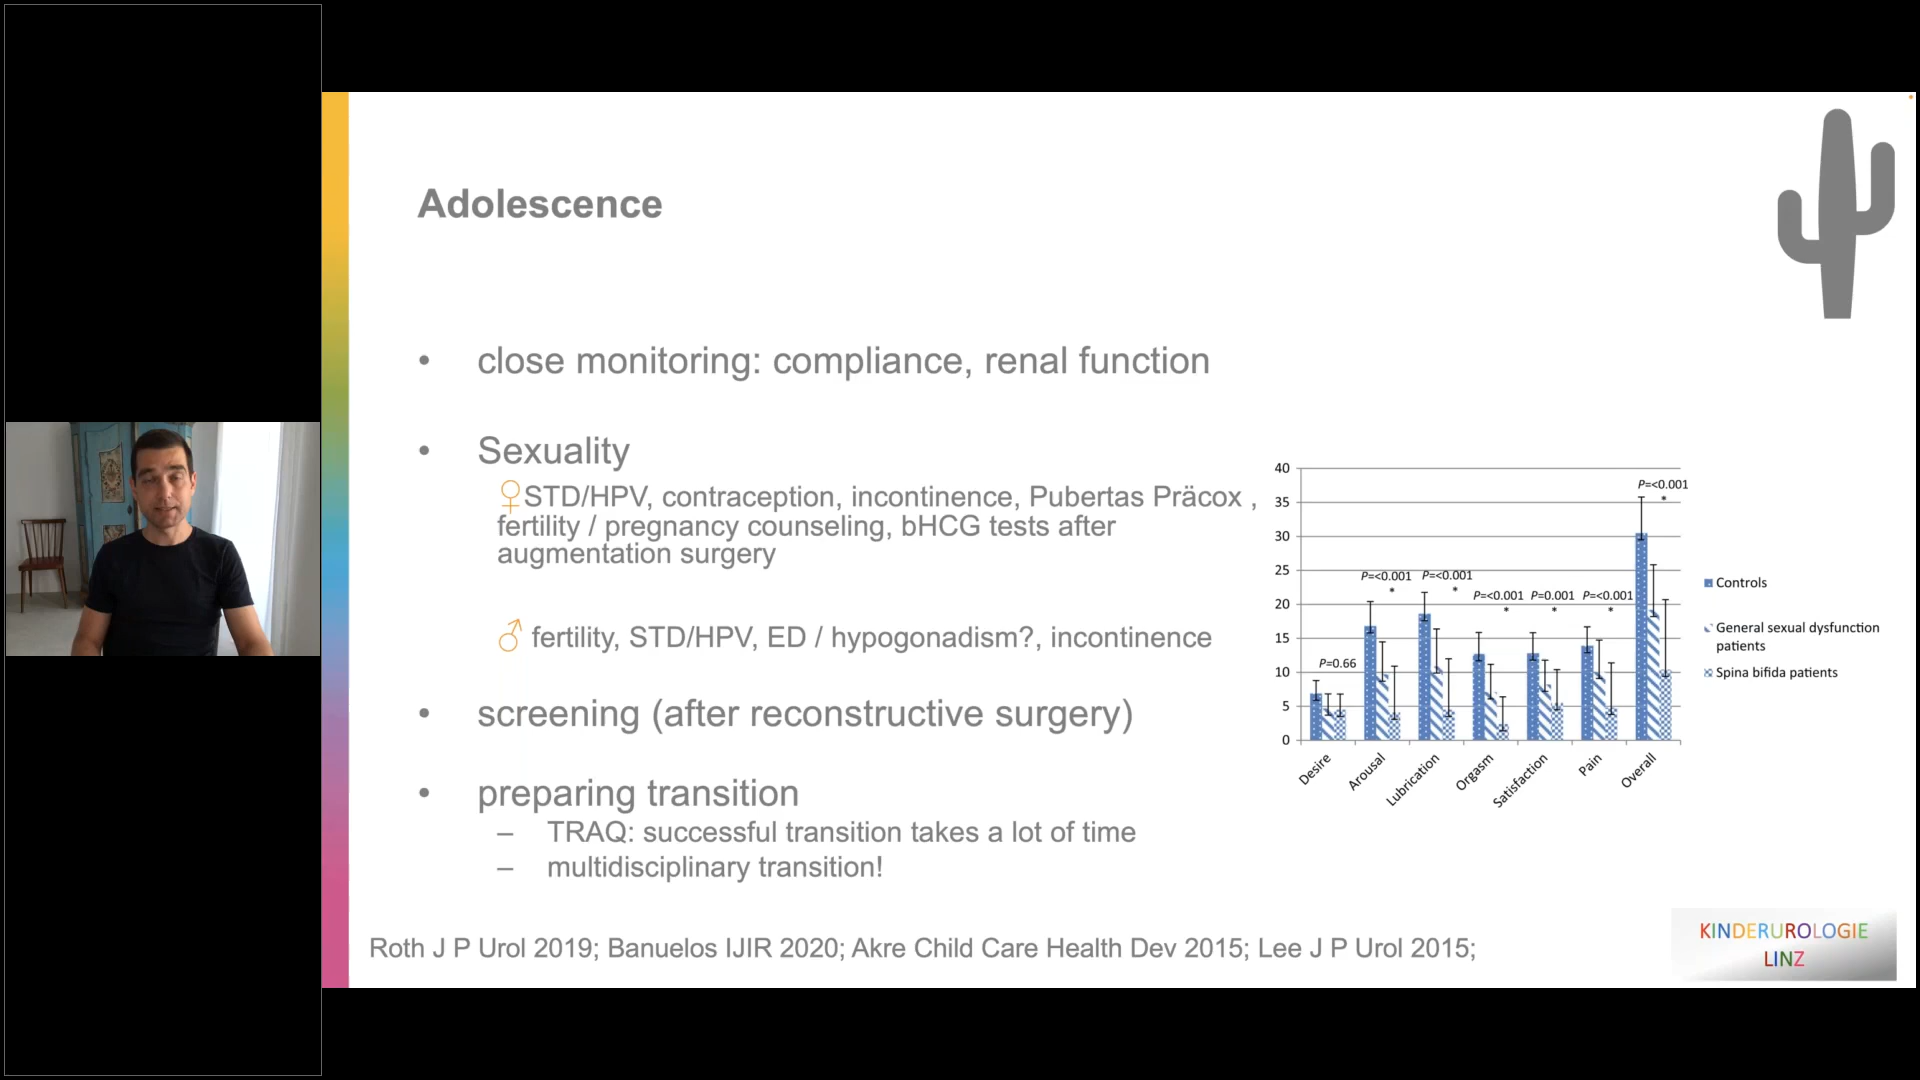 Adolescence
• close monitoring: compliance, renal function
• Sexuality
♀STD/HPV, contraception, incontinence, Pubertas Präcox ,
fertility / pregnancy counseling, bHCG tests after
augmentation surgery
♂ fertility, STD/HPV, ED / hypogonadism?, incontinence
• screening (after reconstructive surgery)
• preparing transition
– TRAQ: successful transition takes a lot of time
– multidisciplinary transition!
40
35
30
25
20
15
10
5
0
P=0.66
P=<0.001
*
P=<0.001
*
P=<0.001
*
P=0.001
*
P=<0.001
*
P=<0.001
*
Desire
Arousal
Lubrication
Orgasm
Satisfaction
Pain
Overall
Controls
General sexual dysfunction
patients
Spina bifida patients
Roth J P Urol 2019; Banuelos IJIR 2020; Akre Child Care Health Dev 2015; Lee J P Urol 2015;
KINDERUROLOGIE
LINZ